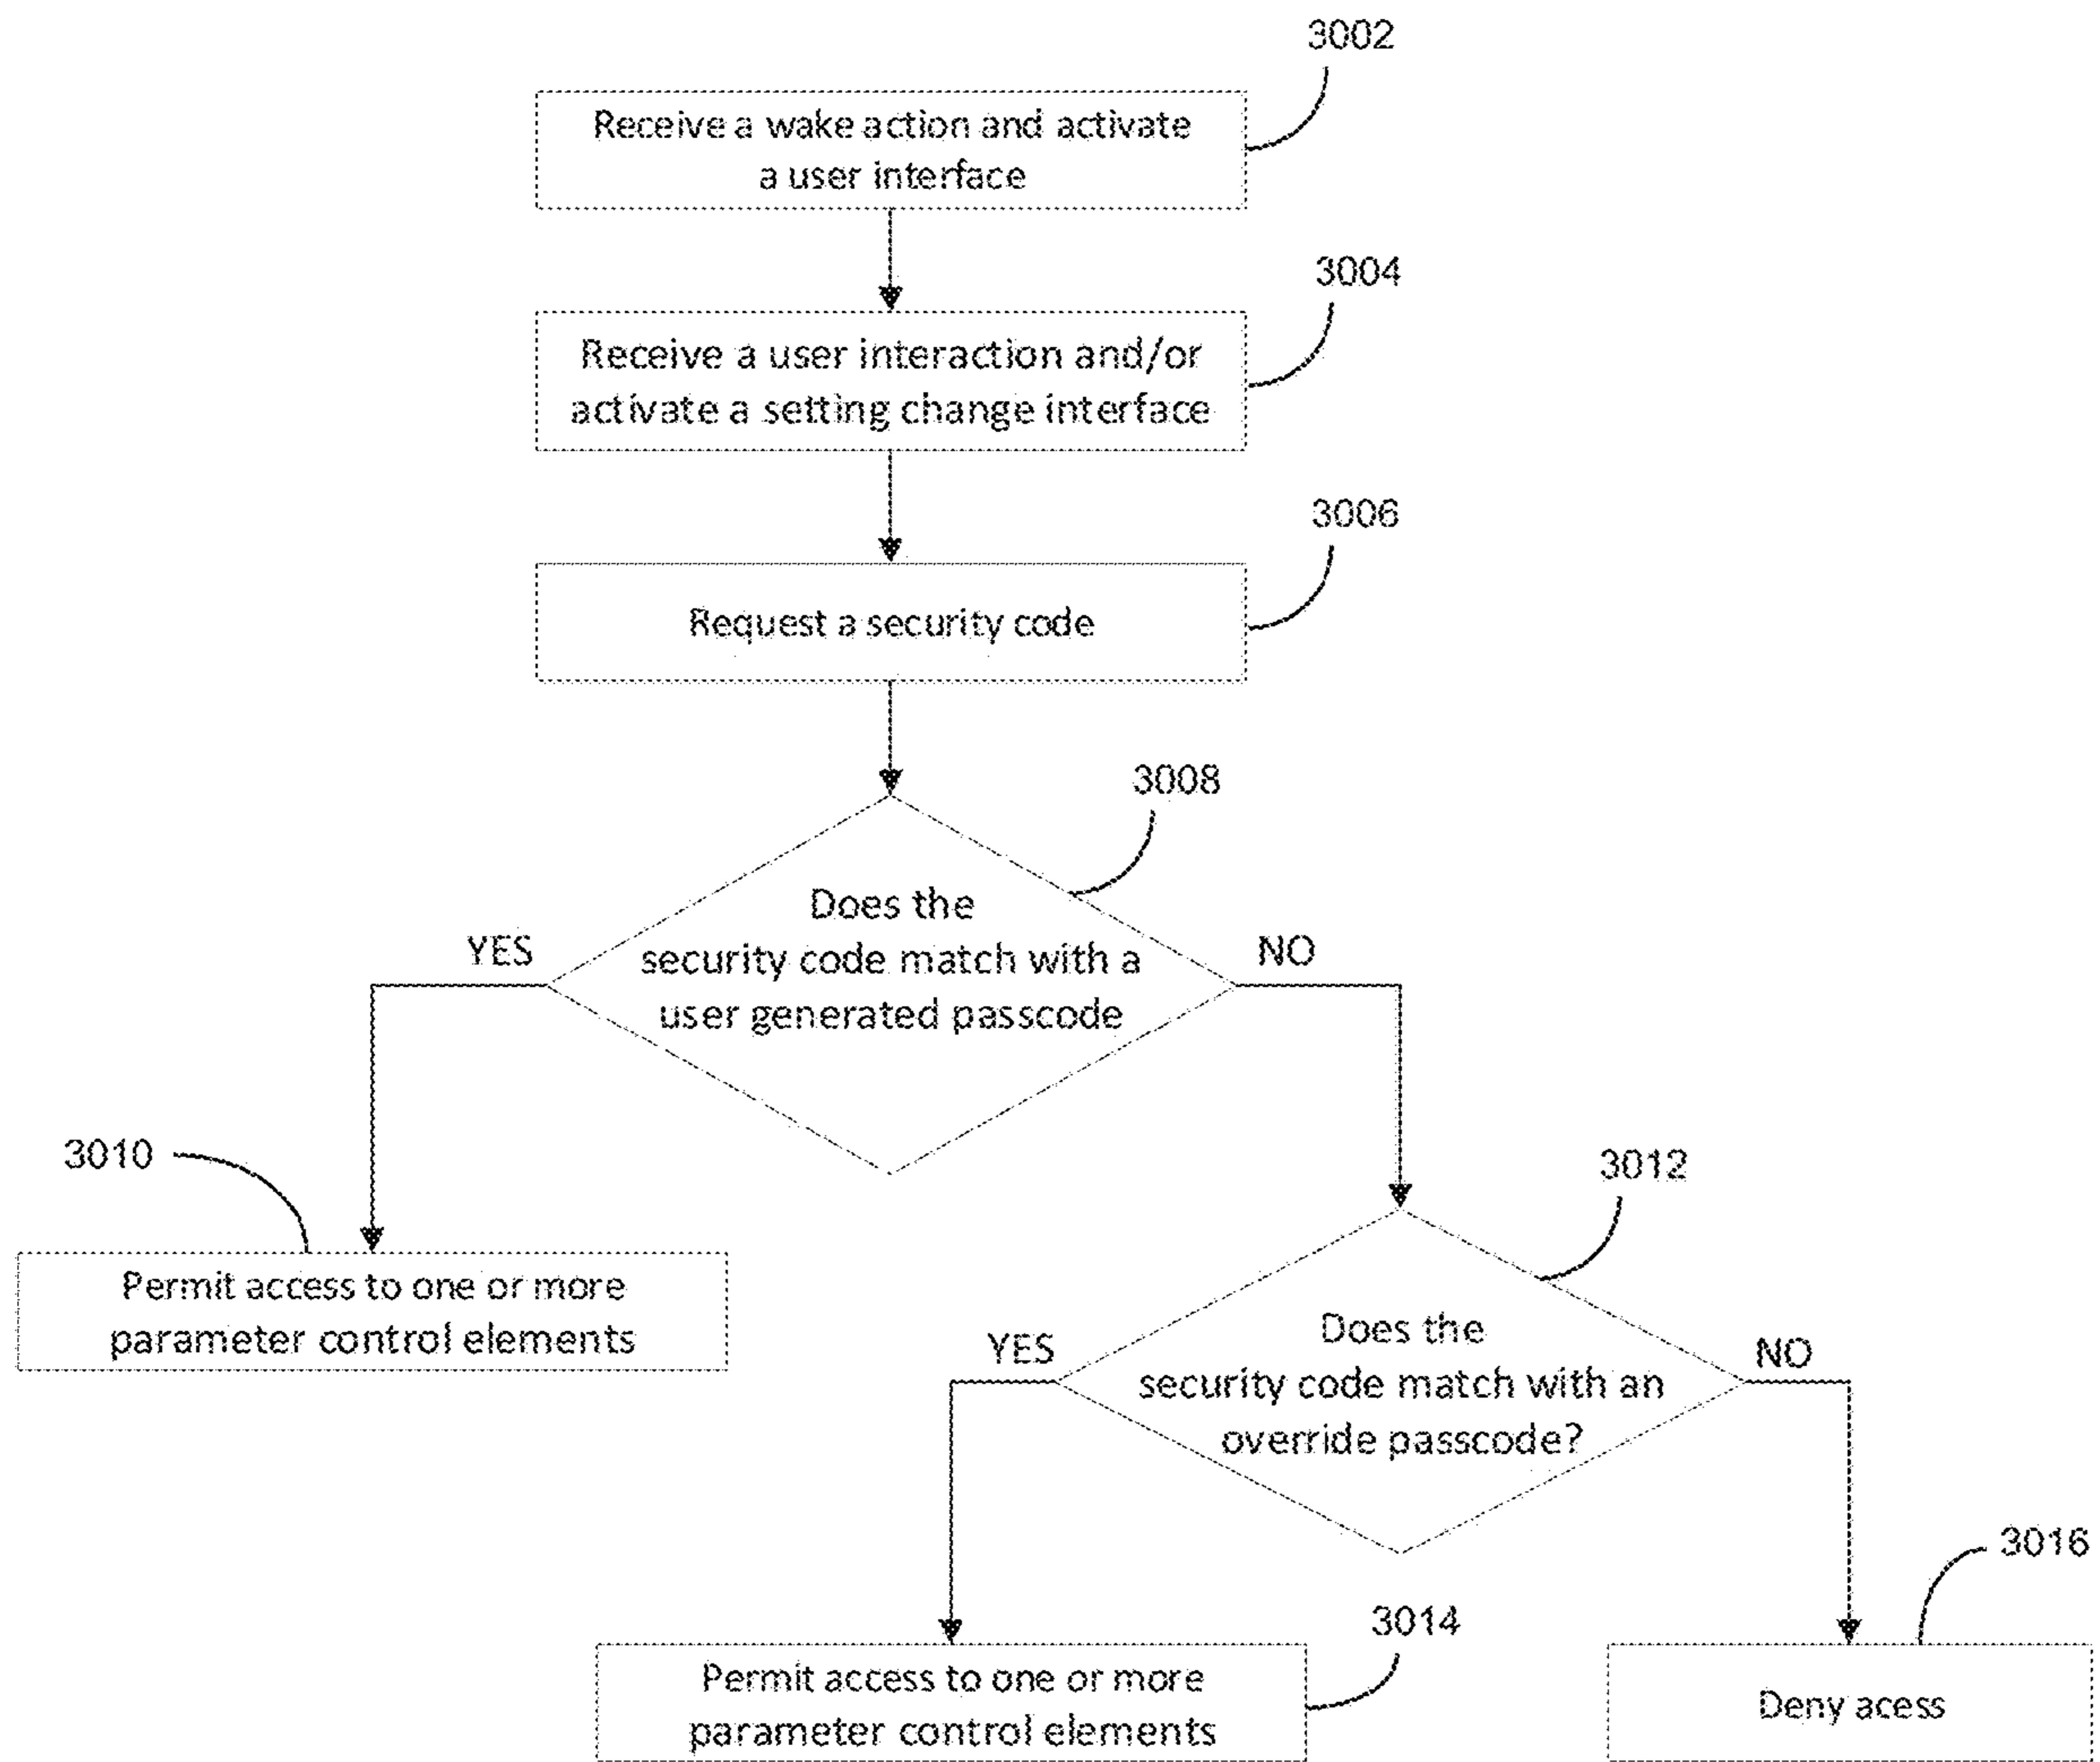 3002
Receive a wake action and activate
a user interface
3004
Receive a user interaction and/or
activate a setting change interface
3006
Request a security code
3008
Does the
security code match with a
user generated passcode
YES
NO
3010
Permit access to one or more
parameter control elements
3012
Does the
security code match with an
override passcode?
YES
NO
3014
Permit access to one or more
parameter control elements
3016
Deny acess